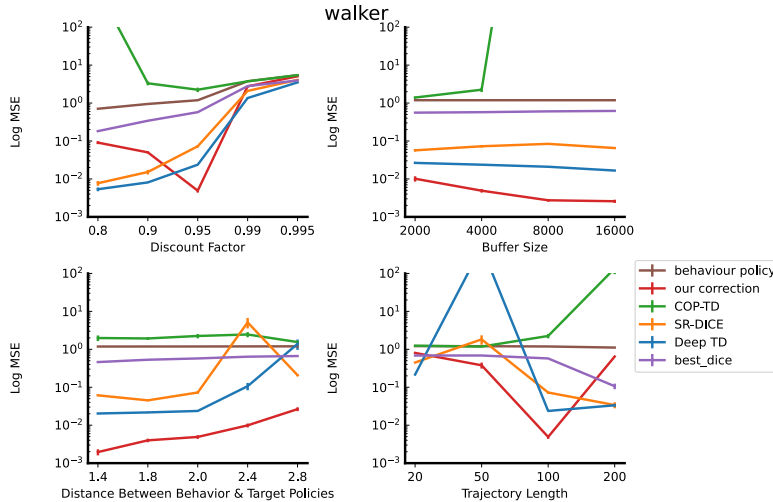 walker
Log MSE
10²
10¹
10⁰
10⁻¹
10⁻²
10⁻³
0.8 0.9 0.95 0.99 0.995
Discount Factor
Log MSE
10²
10¹
10⁰
10⁻¹
10⁻²
10⁻³
2000 4000 8000 16000
Buffer Size
Log MSE
10²
10¹
10⁰
10⁻¹
10⁻²
10⁻³
1.4 1.8 2.0 2.4 2.8
Distance Between Behavior & Target Policies
Log MSE
10²
10¹
10⁰
10⁻¹
10⁻²
10⁻³
20 50 100 200
Trajectory Length
behaviour policy
our correction
COP-TD
SR-DICE
Deep TD
best_dice